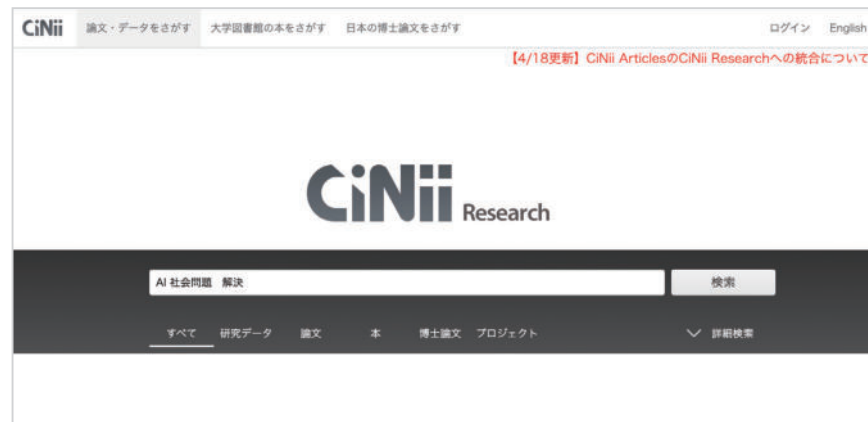 CiNii 論文・データをさがす 大学図書館の本をさがす 日本の博士論文をさがす ログイン English
【4/18更新】CiNii ArticlesのCiNii Researchへの統合について
CiNii Research
AI 社会問題 解決 検索
すべて 研究データ 論文 本 博士論文 プロジェクト 詳細検索